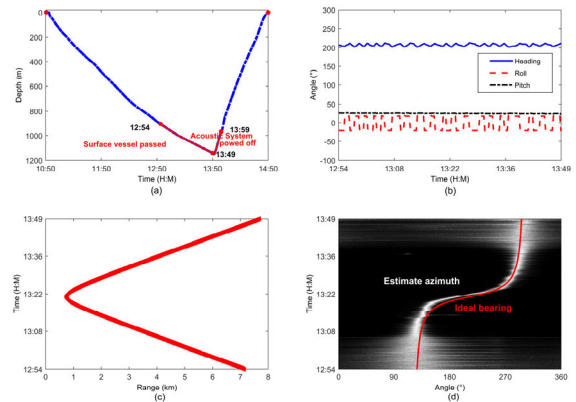 0
200
400
600
800
1000
1200
Depth (m)
12:54
13:59
13:49
Surface vessel passed
Acoustic System
powed off
10:50
11:50
12:50
13:50
14:50
Time (H:M)
(a)
300
250
200
150
100
50
0
-50
-100
Angle (°)
Heading
Roll
Pitch
12:54
13:08
13:22
13:36
13:49
Time (H:M)
(b)
13:49
13:36
13:22
13:08
12:54
Time (H:M)
0
1
2
3
4
5
6
7
8
Range (km)
(c)
13:49
13:36
13:22
13:08
12:54
Time (H:M)
Estimate azimuth
Ideal bearing
0
90
180
270
360
Angle (°)
(d)